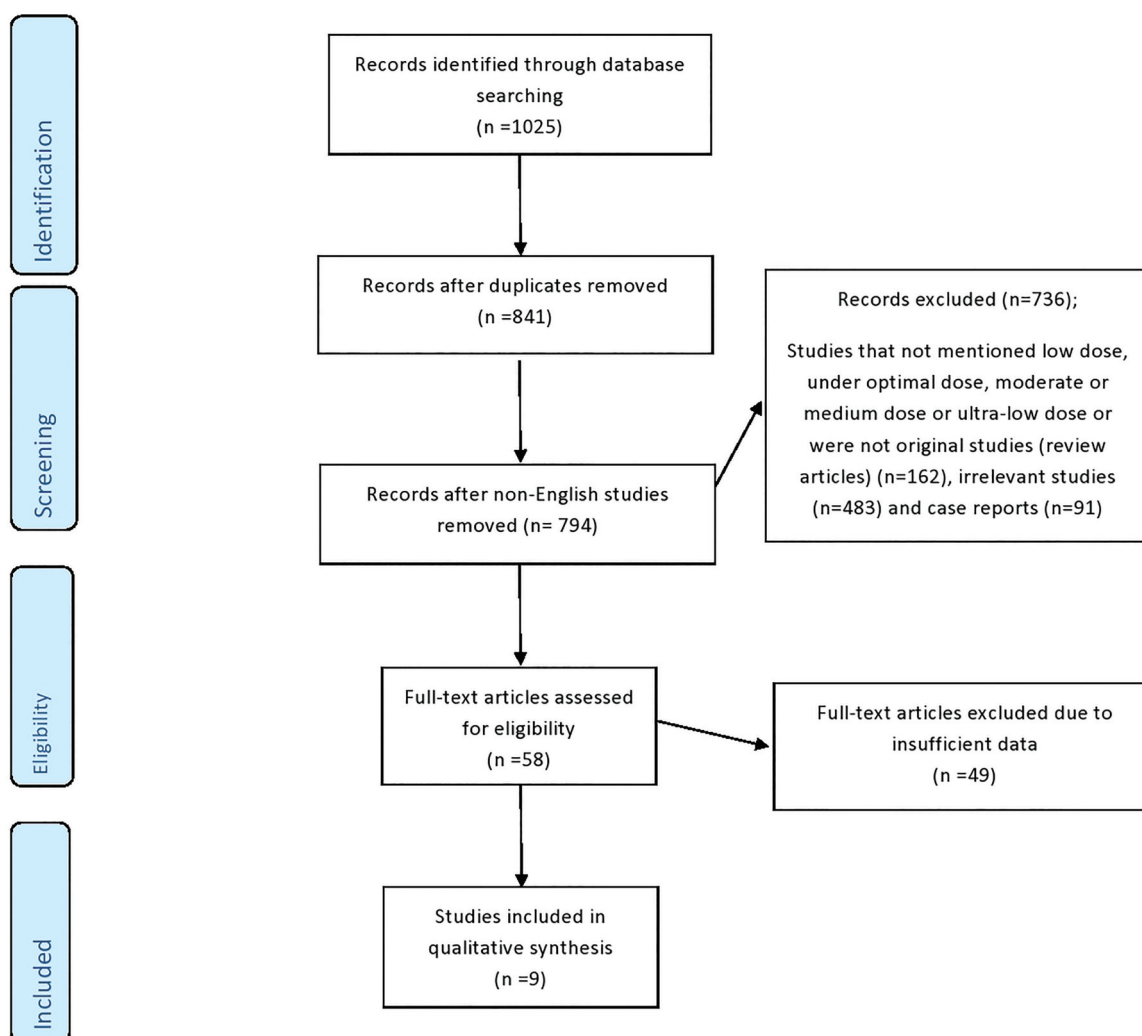 Identification
Records identified through database
searching
(n =1025)
Records after duplicates removed
(n =841)
Screening
Records excluded (n=736);
Studies that not mentioned low dose,
under optimal dose, moderate or
medium dose or ultra-low dose or
were not original studies (review
articles) (n=162), irrelevant studies
(n=483) and case reports (n=91)
Records after non-English studies
removed (n= 794)
Eligibility
Full-text articles assessed
for eligibility
(n =58)
Full-text articles excluded due to
insufficient data
(n =49)
Included
Studies included in
qualitative synthesis
(n =9)